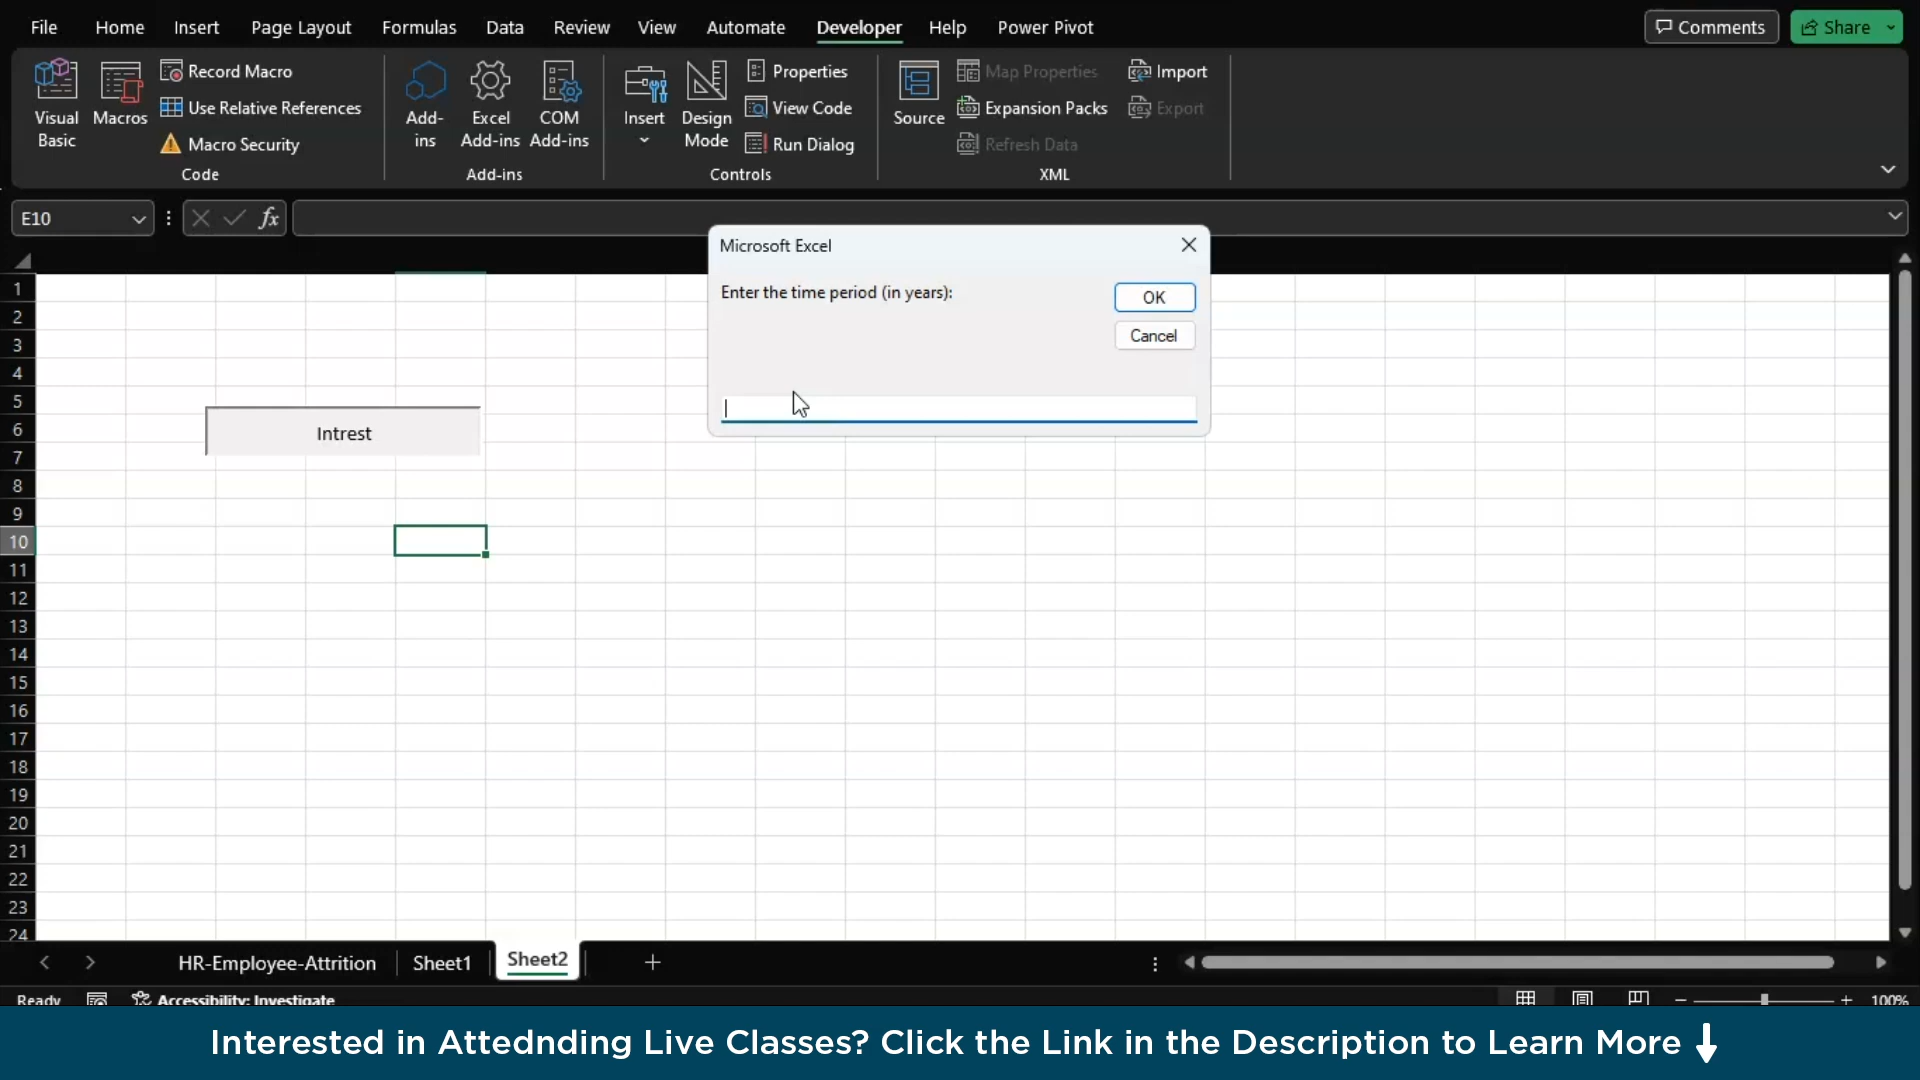 File Home Insert Page Layout Formulas Data Review View Automate Developer Help Power Pivot Comments Share
Visual Basic
Macros
Record Macro
Use Relative References
Macro Security
Code
Add-ins
Excel Add-ins
COM Add-ins
Add-ins
Insert
Design Mode
Properties
View Code
Run Dialog
Controls
Source
Map Properties
Expansion Packs
Refresh Data
Import
Export
XML
E10 fx
Microsoft Excel
Enter the time period (in years):
OK
Cancel
1
2
3
4
5
6
7
8
9
10
11
12
13
14
15
16
17
18
19
20
21
22
23
24
Intrest
HR-Employee-Attrition Sheet1 Sheet2
Ready Accessibility: Investigate 100%
Interested in Attednding Live Classes? Click the Link in the Description to Learn More